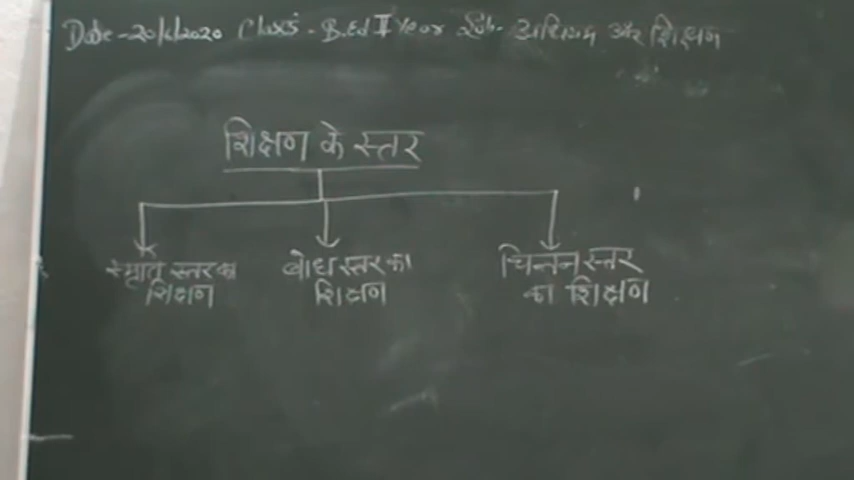 Date-20/6/2020 Class - B.Ed II Year Sub- अधिगम और शिक्षण
शिक्षण के स्तर
स्मृति स्तर का शिक्षण
बोध स्तर का शिक्षण
चिन्तन स्तर का शिक्षण